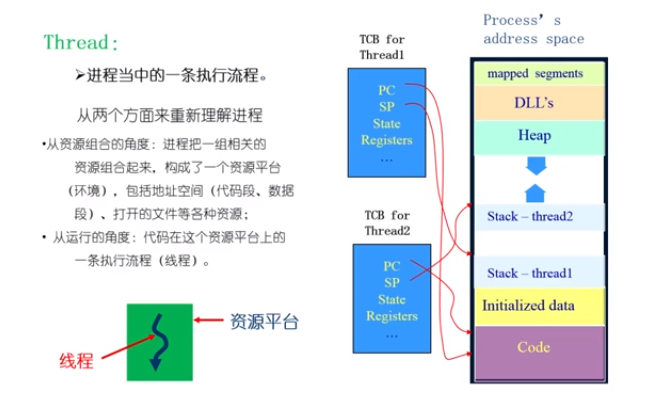 Thread:
➢进程当中的一条执行流程。
从两个方面来重新理解进程
•从资源组合的角度：进程把一组相关的
资源组合起来，构成了一个资源平台
（环境），包括地址空间（代码段、数据
段）、打开的文件等各种资源；
• 从运行的角度：代码在这个资源平台上的
一条执行流程（线程）。
资源平台
线程
TCB for
Thread1
PC
SP
State
Registers
...
TCB for
Thread2
PC
SP
State
Registers
...
Process’s
address space
mapped segments
DLL's
Heap
Stack – thread2
Stack – thread1
Initialized data
Code